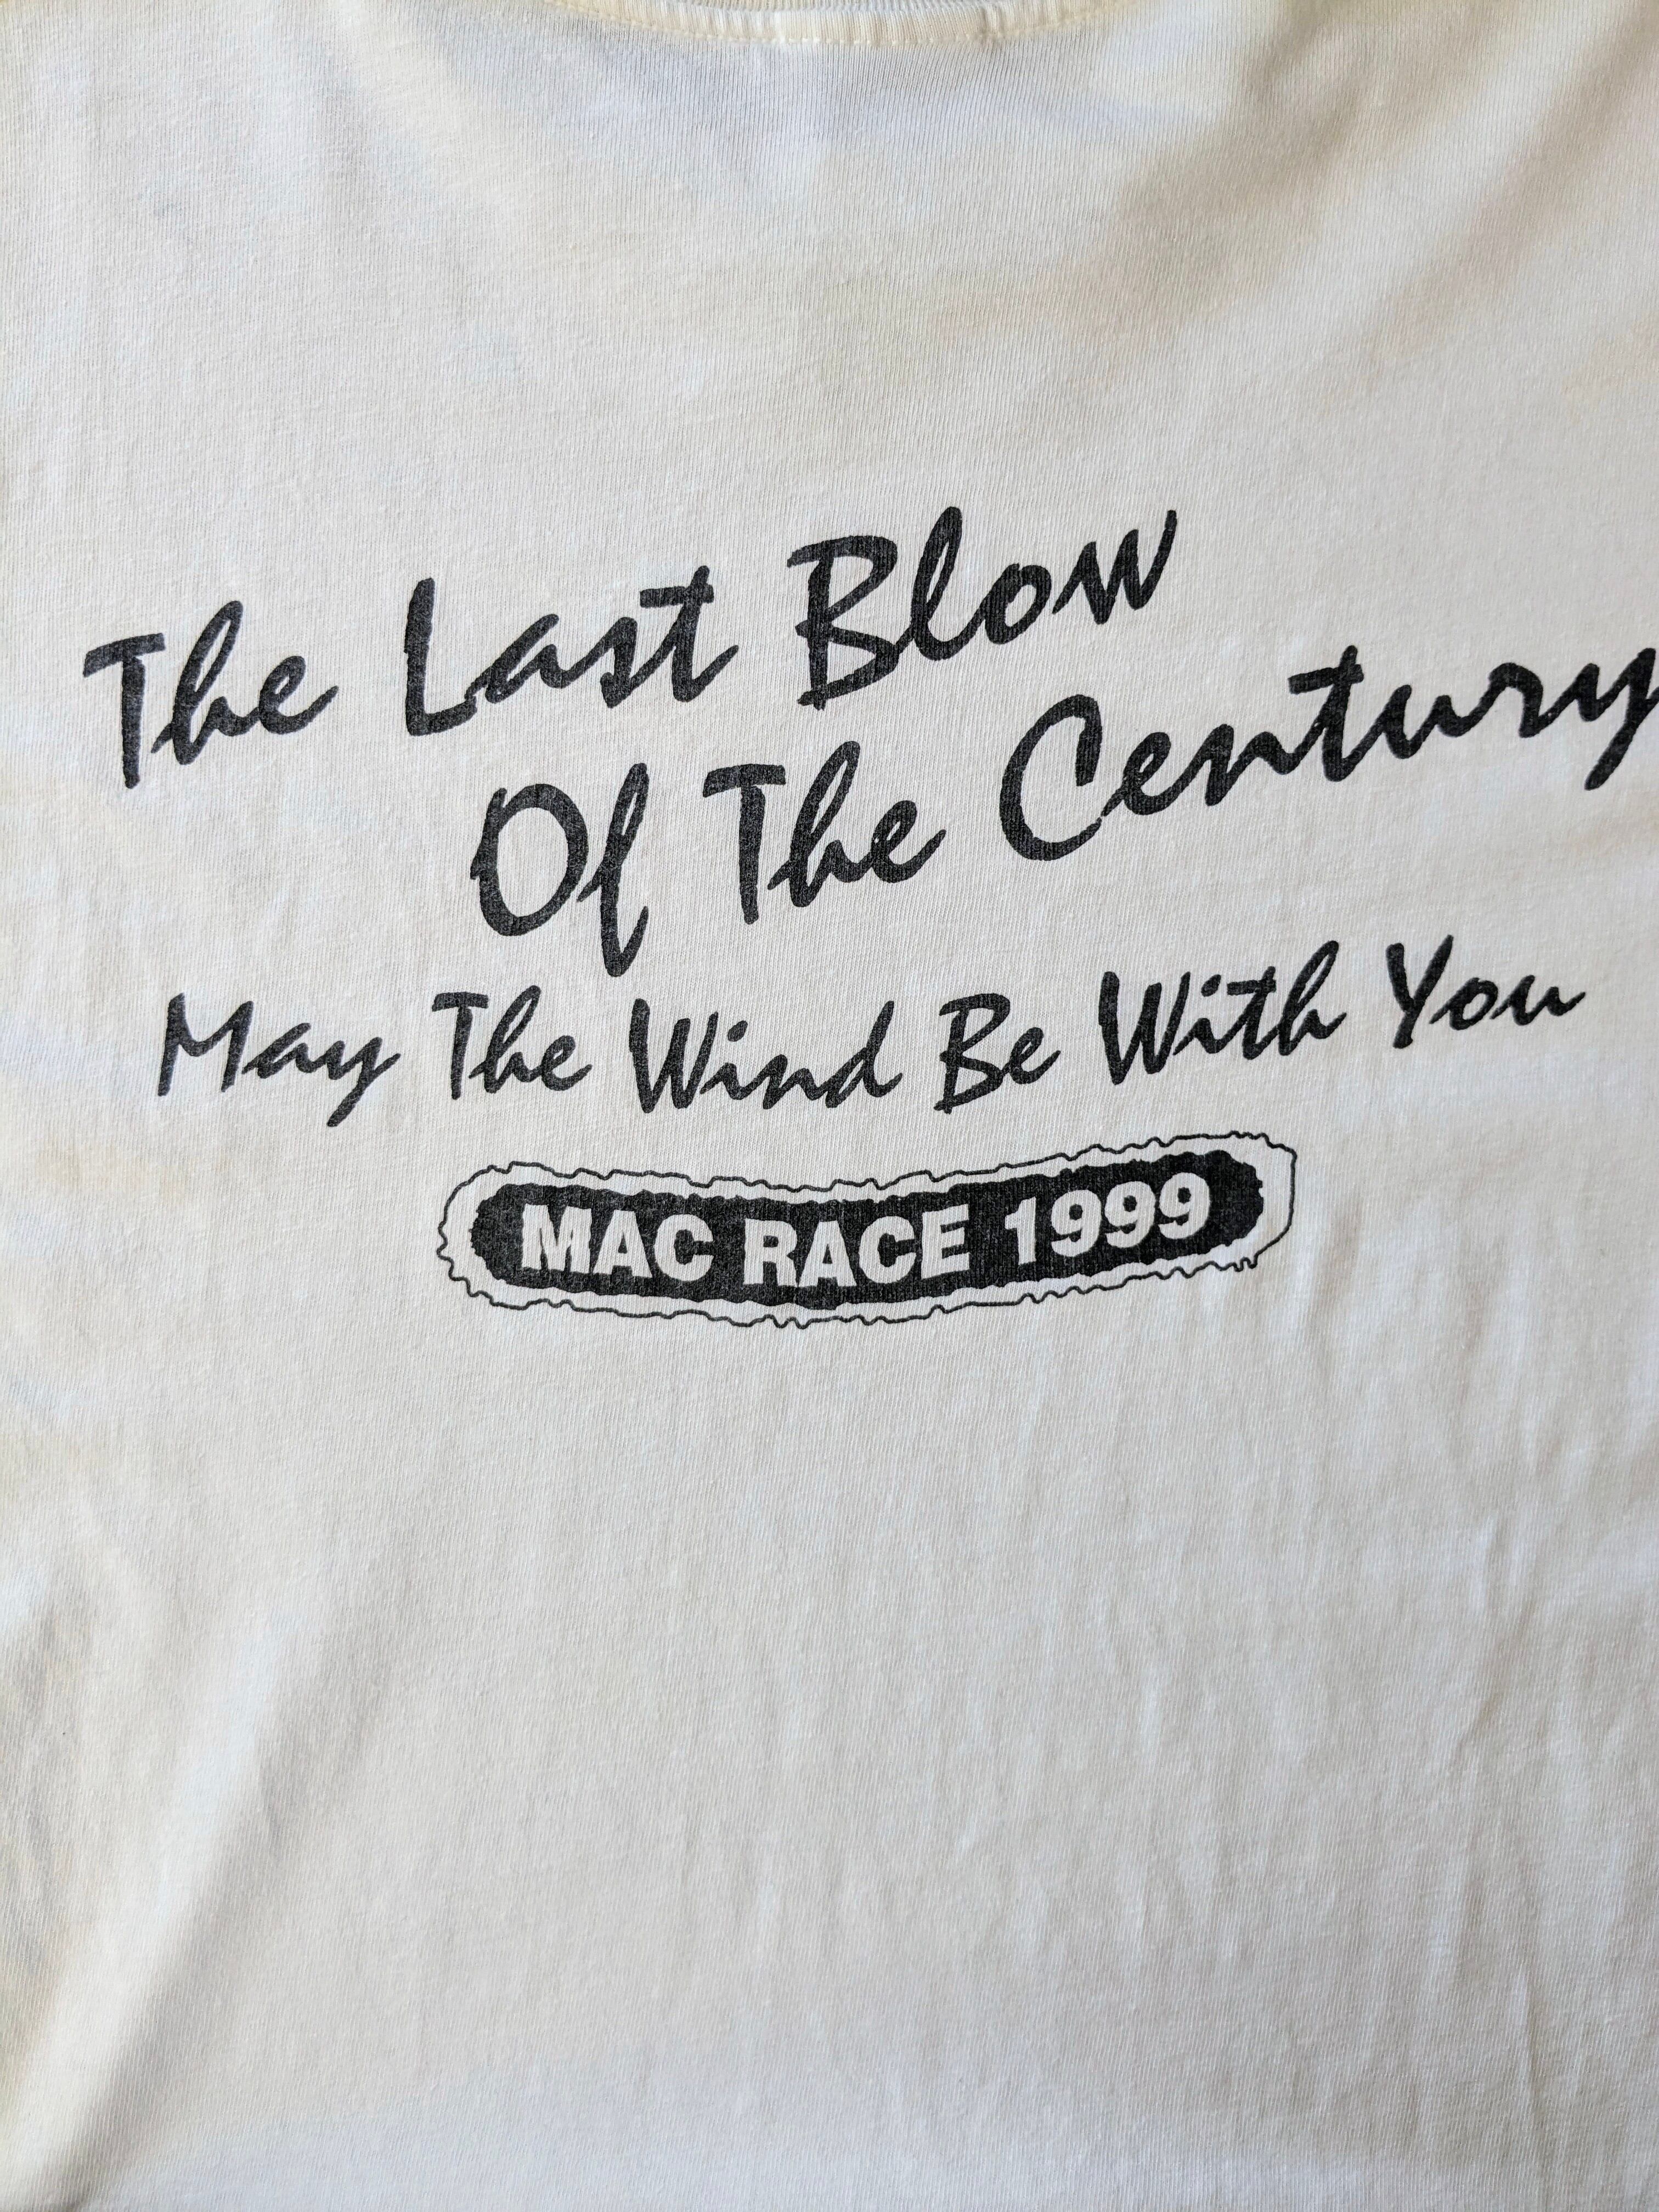 The Last Blow
Of The Century
May The Wind Be With You
MAC RACE 1999